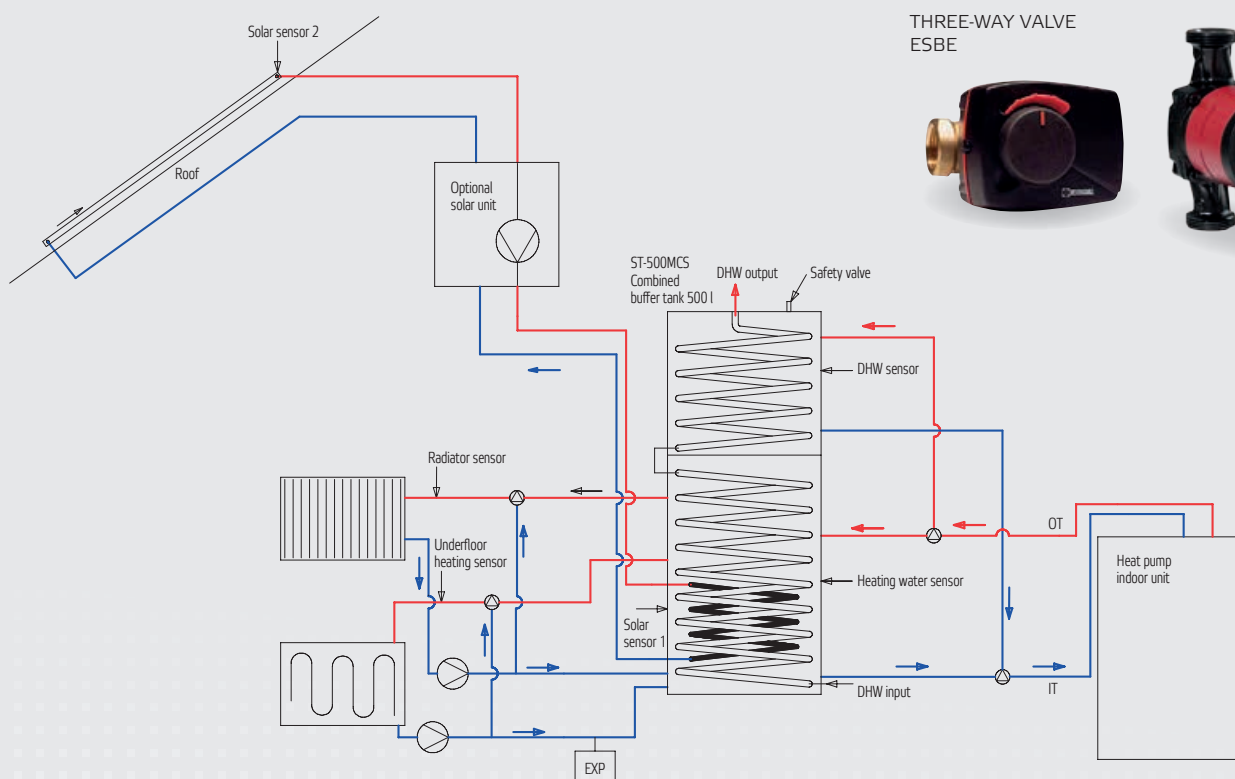 THREE-WAY VALVE
ESBE
Solar sensor 2
Roof
Optional
solar unit
ST-500MCS
Combined
buffer tank 500 l
DHW output
Safety valve
DHW sensor
Radiator sensor
OT
Underfloor
heating sensor
Heat pump
indoor unit
Heating water sensor
Solar
sensor 1
DHW input
IT
EXP